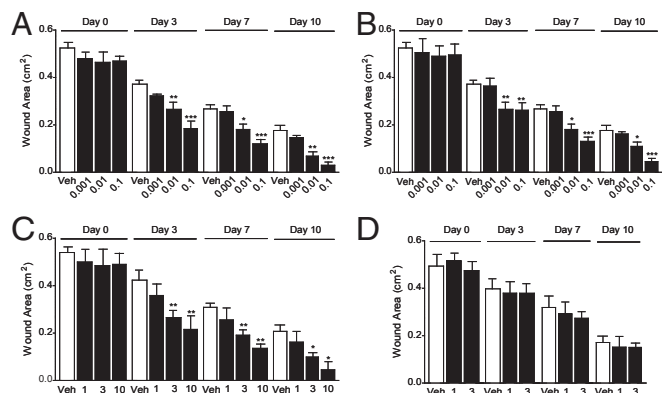 A
Day 0 Day 3 Day 7 Day 10
Wound Area (cm²)
0.6
0.4
0.2
0.0
** *** * *** ** ***
Veh 0.001 0.01 0.1 Veh 0.001 0.01 0.1 Veh 0.001 0.01 0.1 Veh 0.001 0.01 0.1
B
Day 0 Day 3 Day 7 Day 10
Wound Area (cm²)
0.6
0.4
0.2
0.0
** ** * *** * ***
Veh 0.001 0.01 0.1 Veh 0.001 0.01 0.1 Veh 0.001 0.01 0.1 Veh 0.001 0.01 0.1
C
Day 0 Day 3 Day 7 Day 10
Wound Area (cm²)
0.6
0.4
0.2
0.0
** ** ** ** * *
Veh 1 3 10 Veh 1 3 10 Veh 1 3 10 Veh 1 3 10
D
Day 0 Day 3 Day 7 Day 10
Wound Area (cm²)
0.6
0.4
0.2
0.0
Veh 1 3 Veh 1 3 Veh 1 3 Veh 1 3